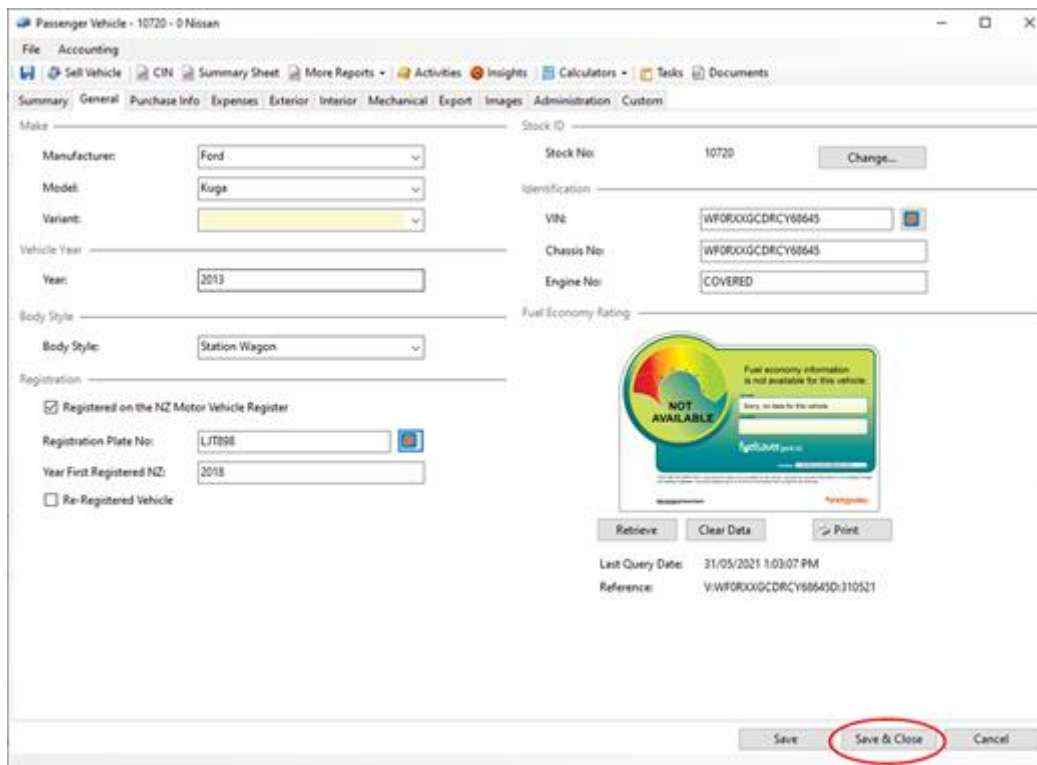 Passenger Vehicle - 10720 - 0 Nissan
File Accounting
Sell Vehicle CIN Summary Sheet More Reports Activities Insights Calculators Tasks Documents
Summary General Purchase Info Expenses Exterior Interior Mechanical Export Images Administration Custom
Make
Manufacturer: Ford
Model: Kuga
Variant:
Vehicle Year
Year: 2013
Body Style
Body Style: Station Wagon
Registration
Registered on the NZ Motor Vehicle Register
Registration Plate No: LJT898
Year First Registered NZ: 2018
Re-Registered Vehicle
Stock ID
Stock No: 10720 Change...
Identification
VIN: WF0RXXGCDRCY68645
Chassis No: WF0RXXGCDRCY68645
Engine No: COVERED
Fuel Economy Rating
Fuel economy information
is not available for this vehicle.
NOT
AVAILABLE
Sorry, no data for this vehicle
fuelsaver
Retrieve Clear Data Print
Last Query Date: 31/05/2021 1:03:07 PM
Reference: V:WF0RXXGCDRCY68645D:310521
Save Save & Close Cancel